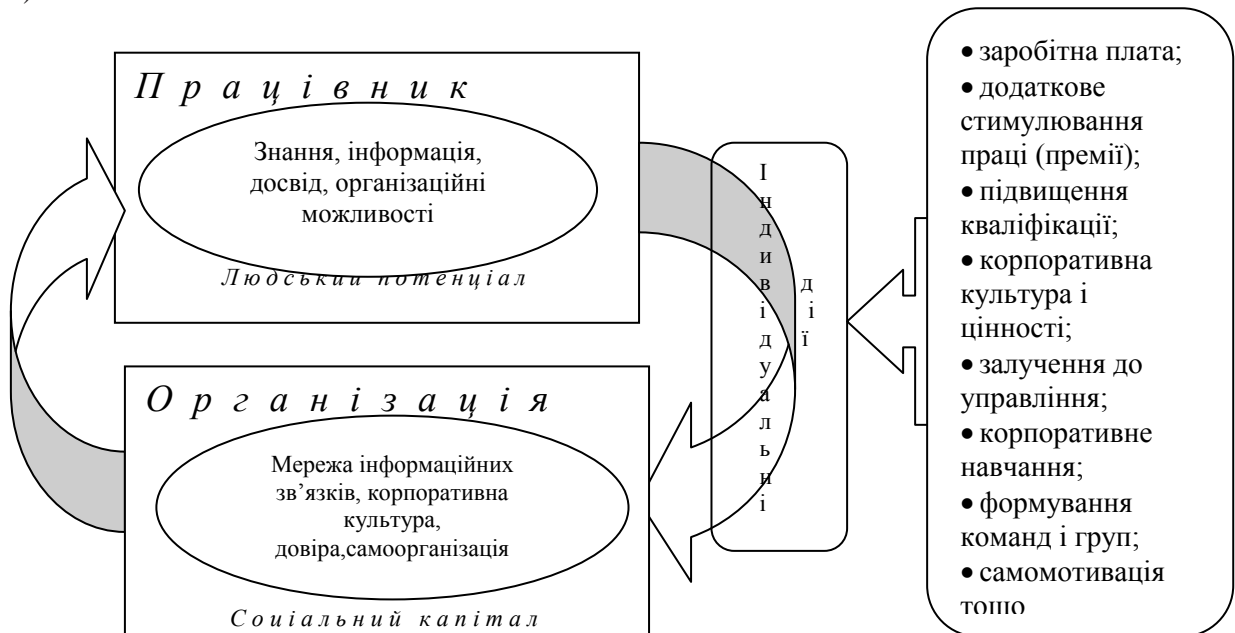 )
Працівник
Знання, інформація,
досвід, організаційні
можливості
Людський потенціал
Організація
Мережа інформаційних
зв’язків, корпоративна
культура,
довіра,самоорганізація
Соціальний капітал
Індивідуальні
дії
• заробітна плата;
• додаткове
стимулювання
праці (премії);
• підвищення
кваліфікації;
• корпоративна
культура і
цінності;
• залучення до
управління;
• корпоративне
навчання;
• формування
команд і груп;
• самомотивація
тощо